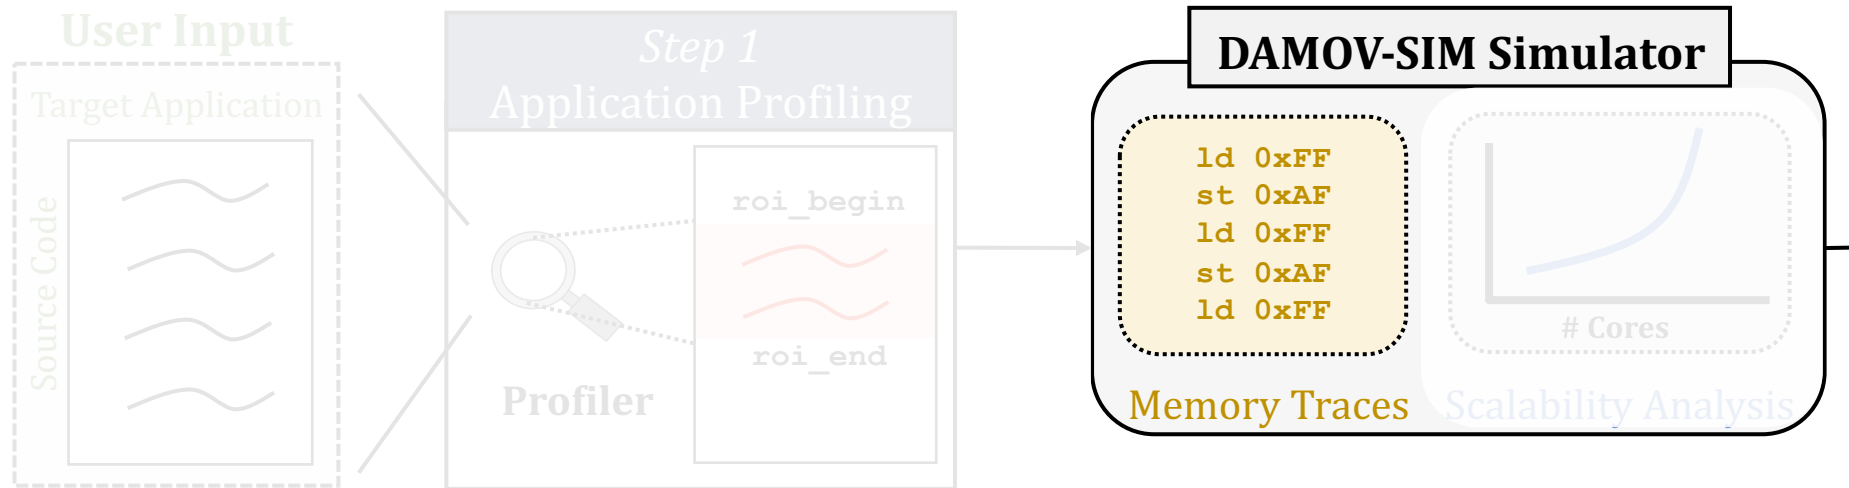 User Input
Target Application
Source Code
Step 1
Application Profiling
roi_begin
roi_end
Profiler
DAMOV-SIM Simulator
ld 0xFF
st 0xAF
ld 0xFF
st 0xAF
ld 0xFF
Memory Traces
# Cores
Scalability Analysis